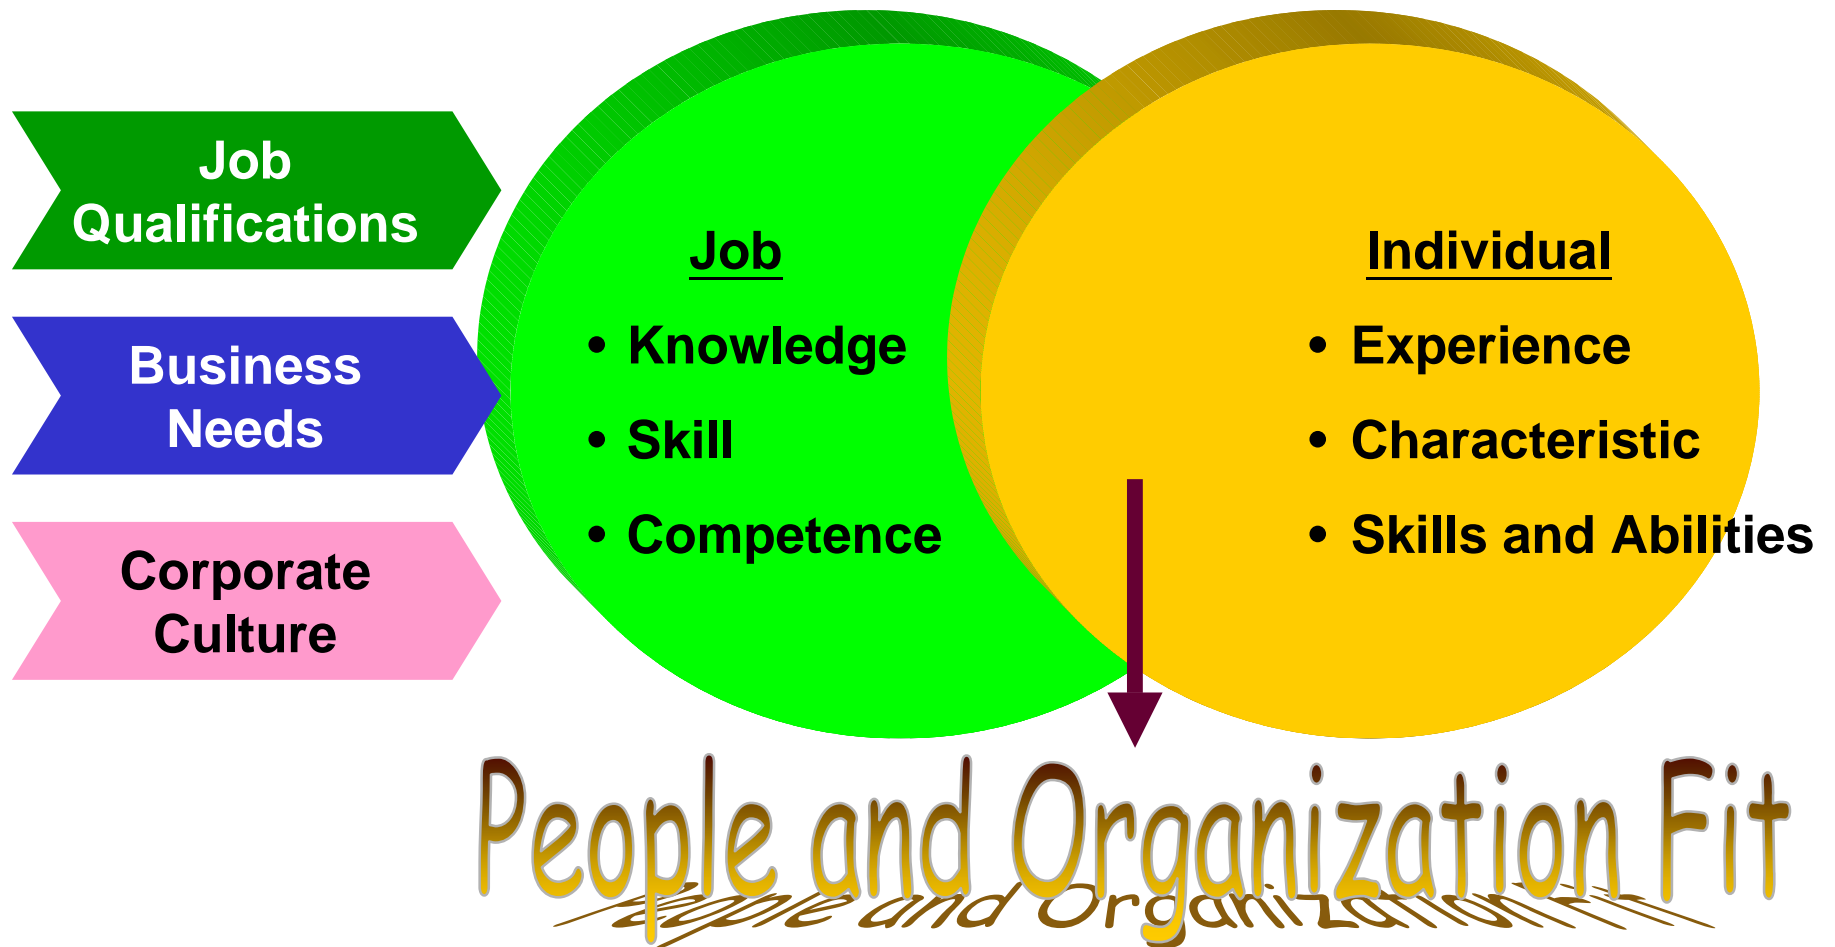 Job
Qualifications
Business
Needs
Corporate
Culture
Job
• Knowledge
• Skill
• Competence
Individual
• Experience
• Characteristic
• Skills and Abilities
People and Organization Fit